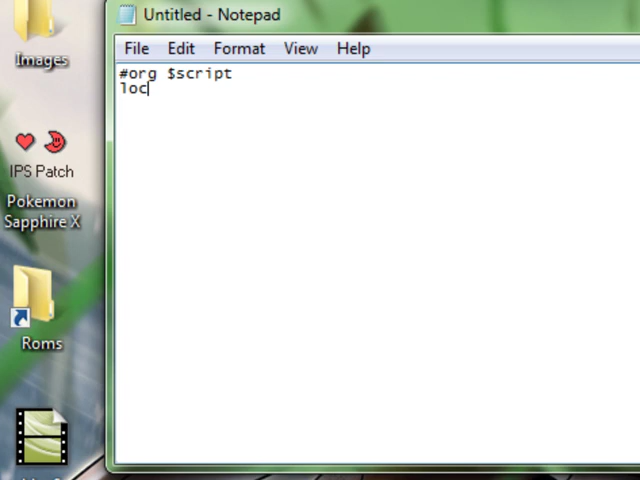 Untitled - Notepad
File Edit Format View Help
#org $script
loc
Images
IPS Patch
Pokemon
Sapphire X
Roms